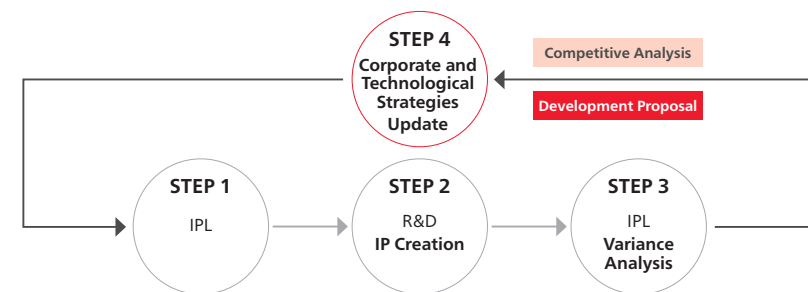 STEP 4
Corporate and
Technological
Strategies
Update
Competitive Analysis
Development Proposal
STEP 1
IPL
STEP 2
R&D
IP Creation
STEP 3
IPL
Variance
Analysis